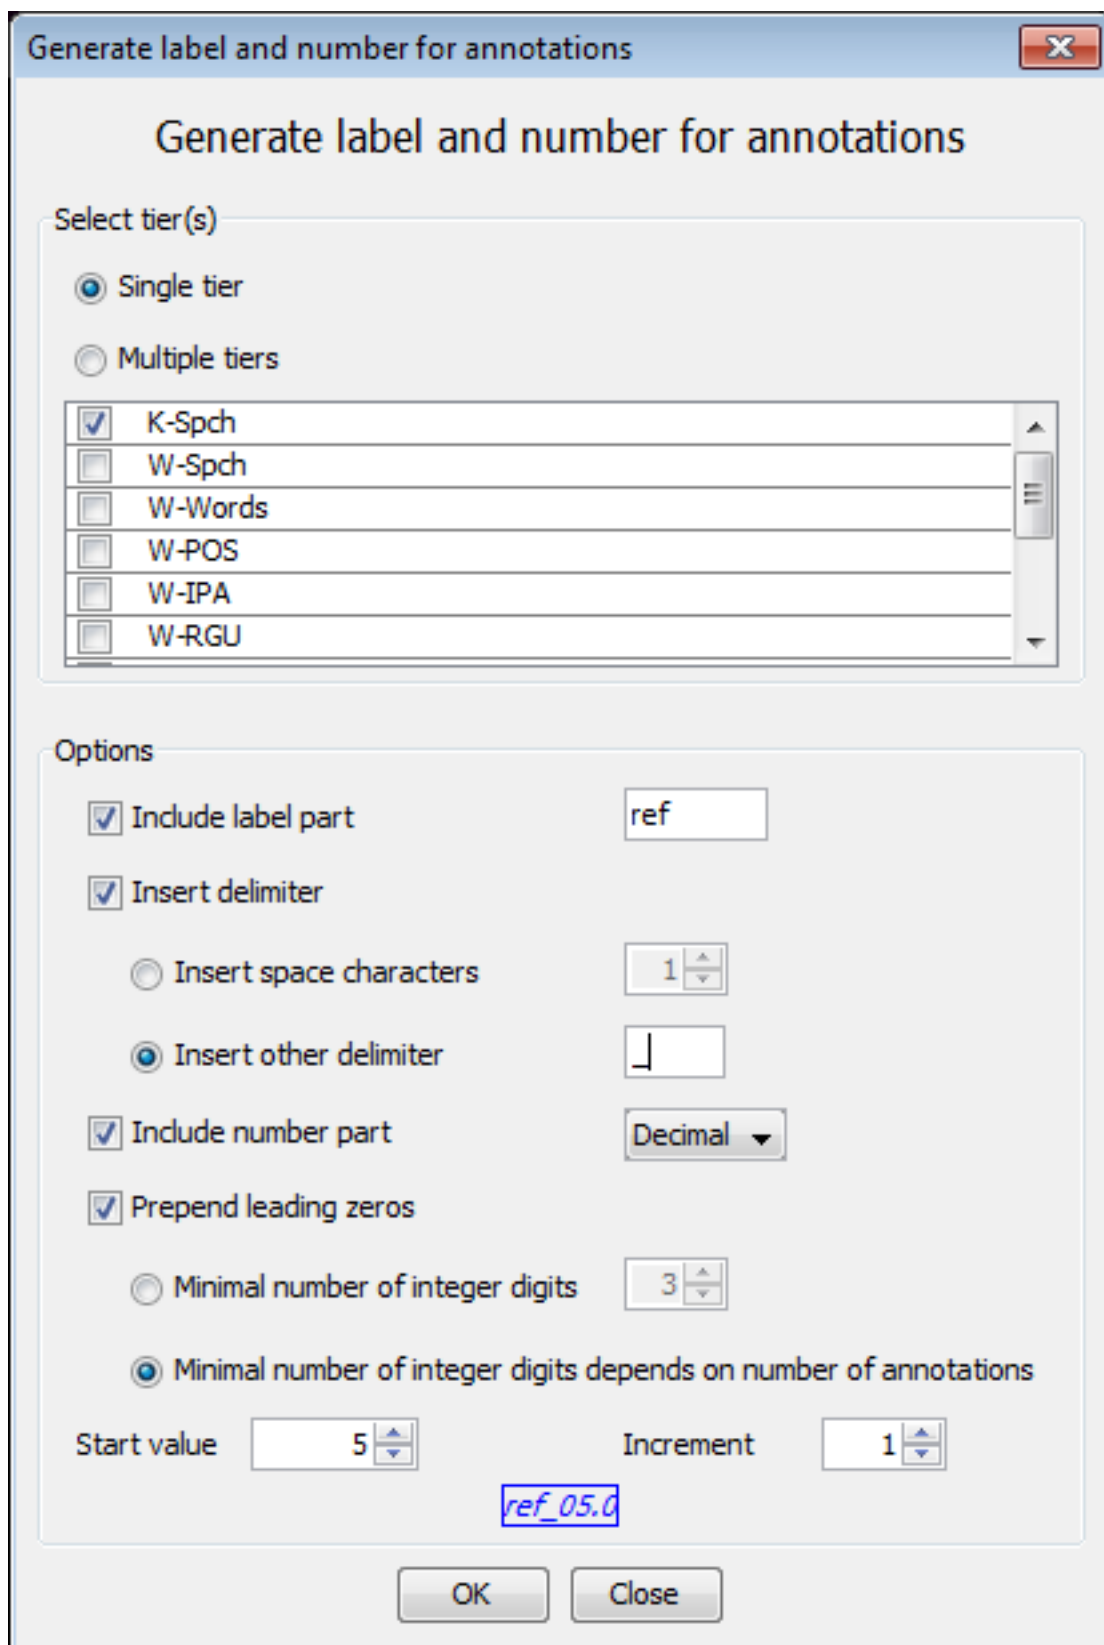 Generate label and number for annotations
Generate label and number for annotations
Select tier(s)
Single tier
Multiple tiers
K-Spch
W-Spch
W-Words
W-POS
W-IPA
W-RGU
Options
Include label part ref
Insert delimiter
Insert space characters 1
Insert other delimiter _
Include number part Decimal
Prepend leading zeros
Minimal number of integer digits 3
Minimal number of integer digits depends on number of annotations
Start value 5 Increment 1
ref_05.0
OK Close